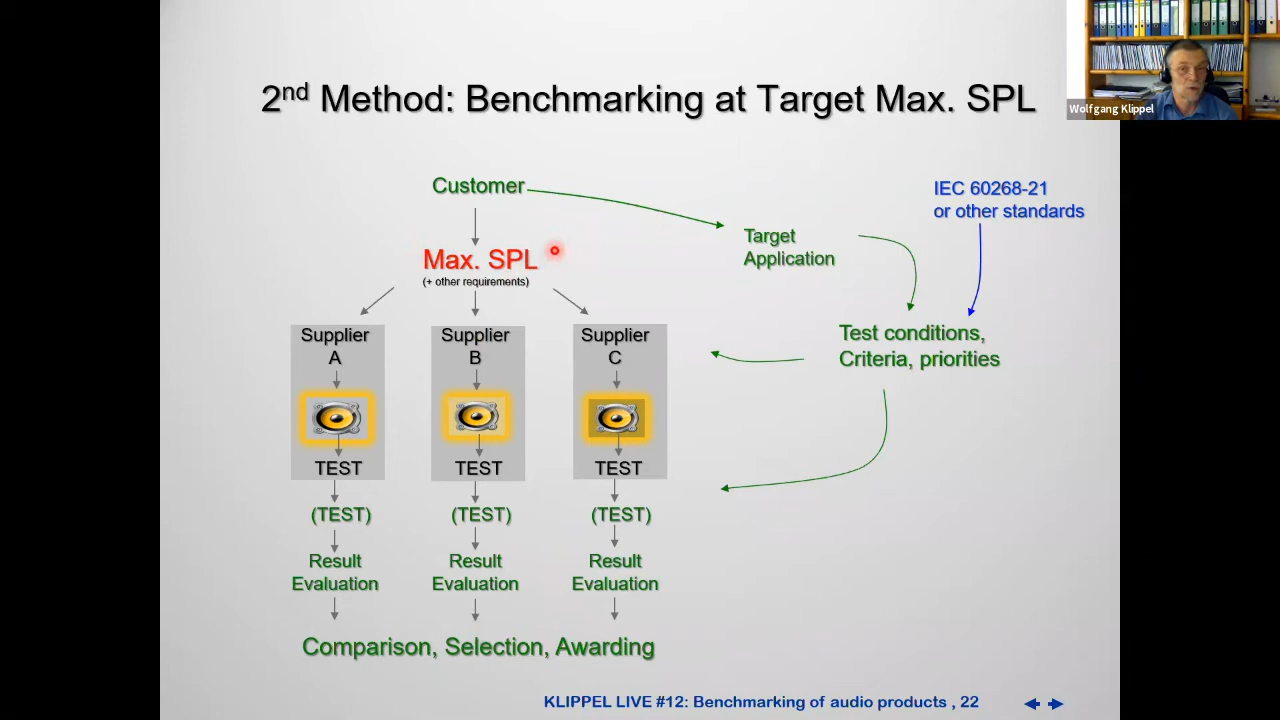 2nd Method: Benchmarking at Target Max. SPL
Wolfgang Klippel
Customer
IEC 60268-21
or other standards
Target
Application
Max. SPL
(+ other requirements)
Supplier
A
Supplier
B
Supplier
C
Test conditions,
Criteria, priorities
TEST
TEST
TEST
(TEST)
(TEST)
(TEST)
Result
Evaluation
Result
Evaluation
Result
Evaluation
Comparison, Selection, Awarding
KLIPPEL LIVE #12: Benchmarking of audio products , 22